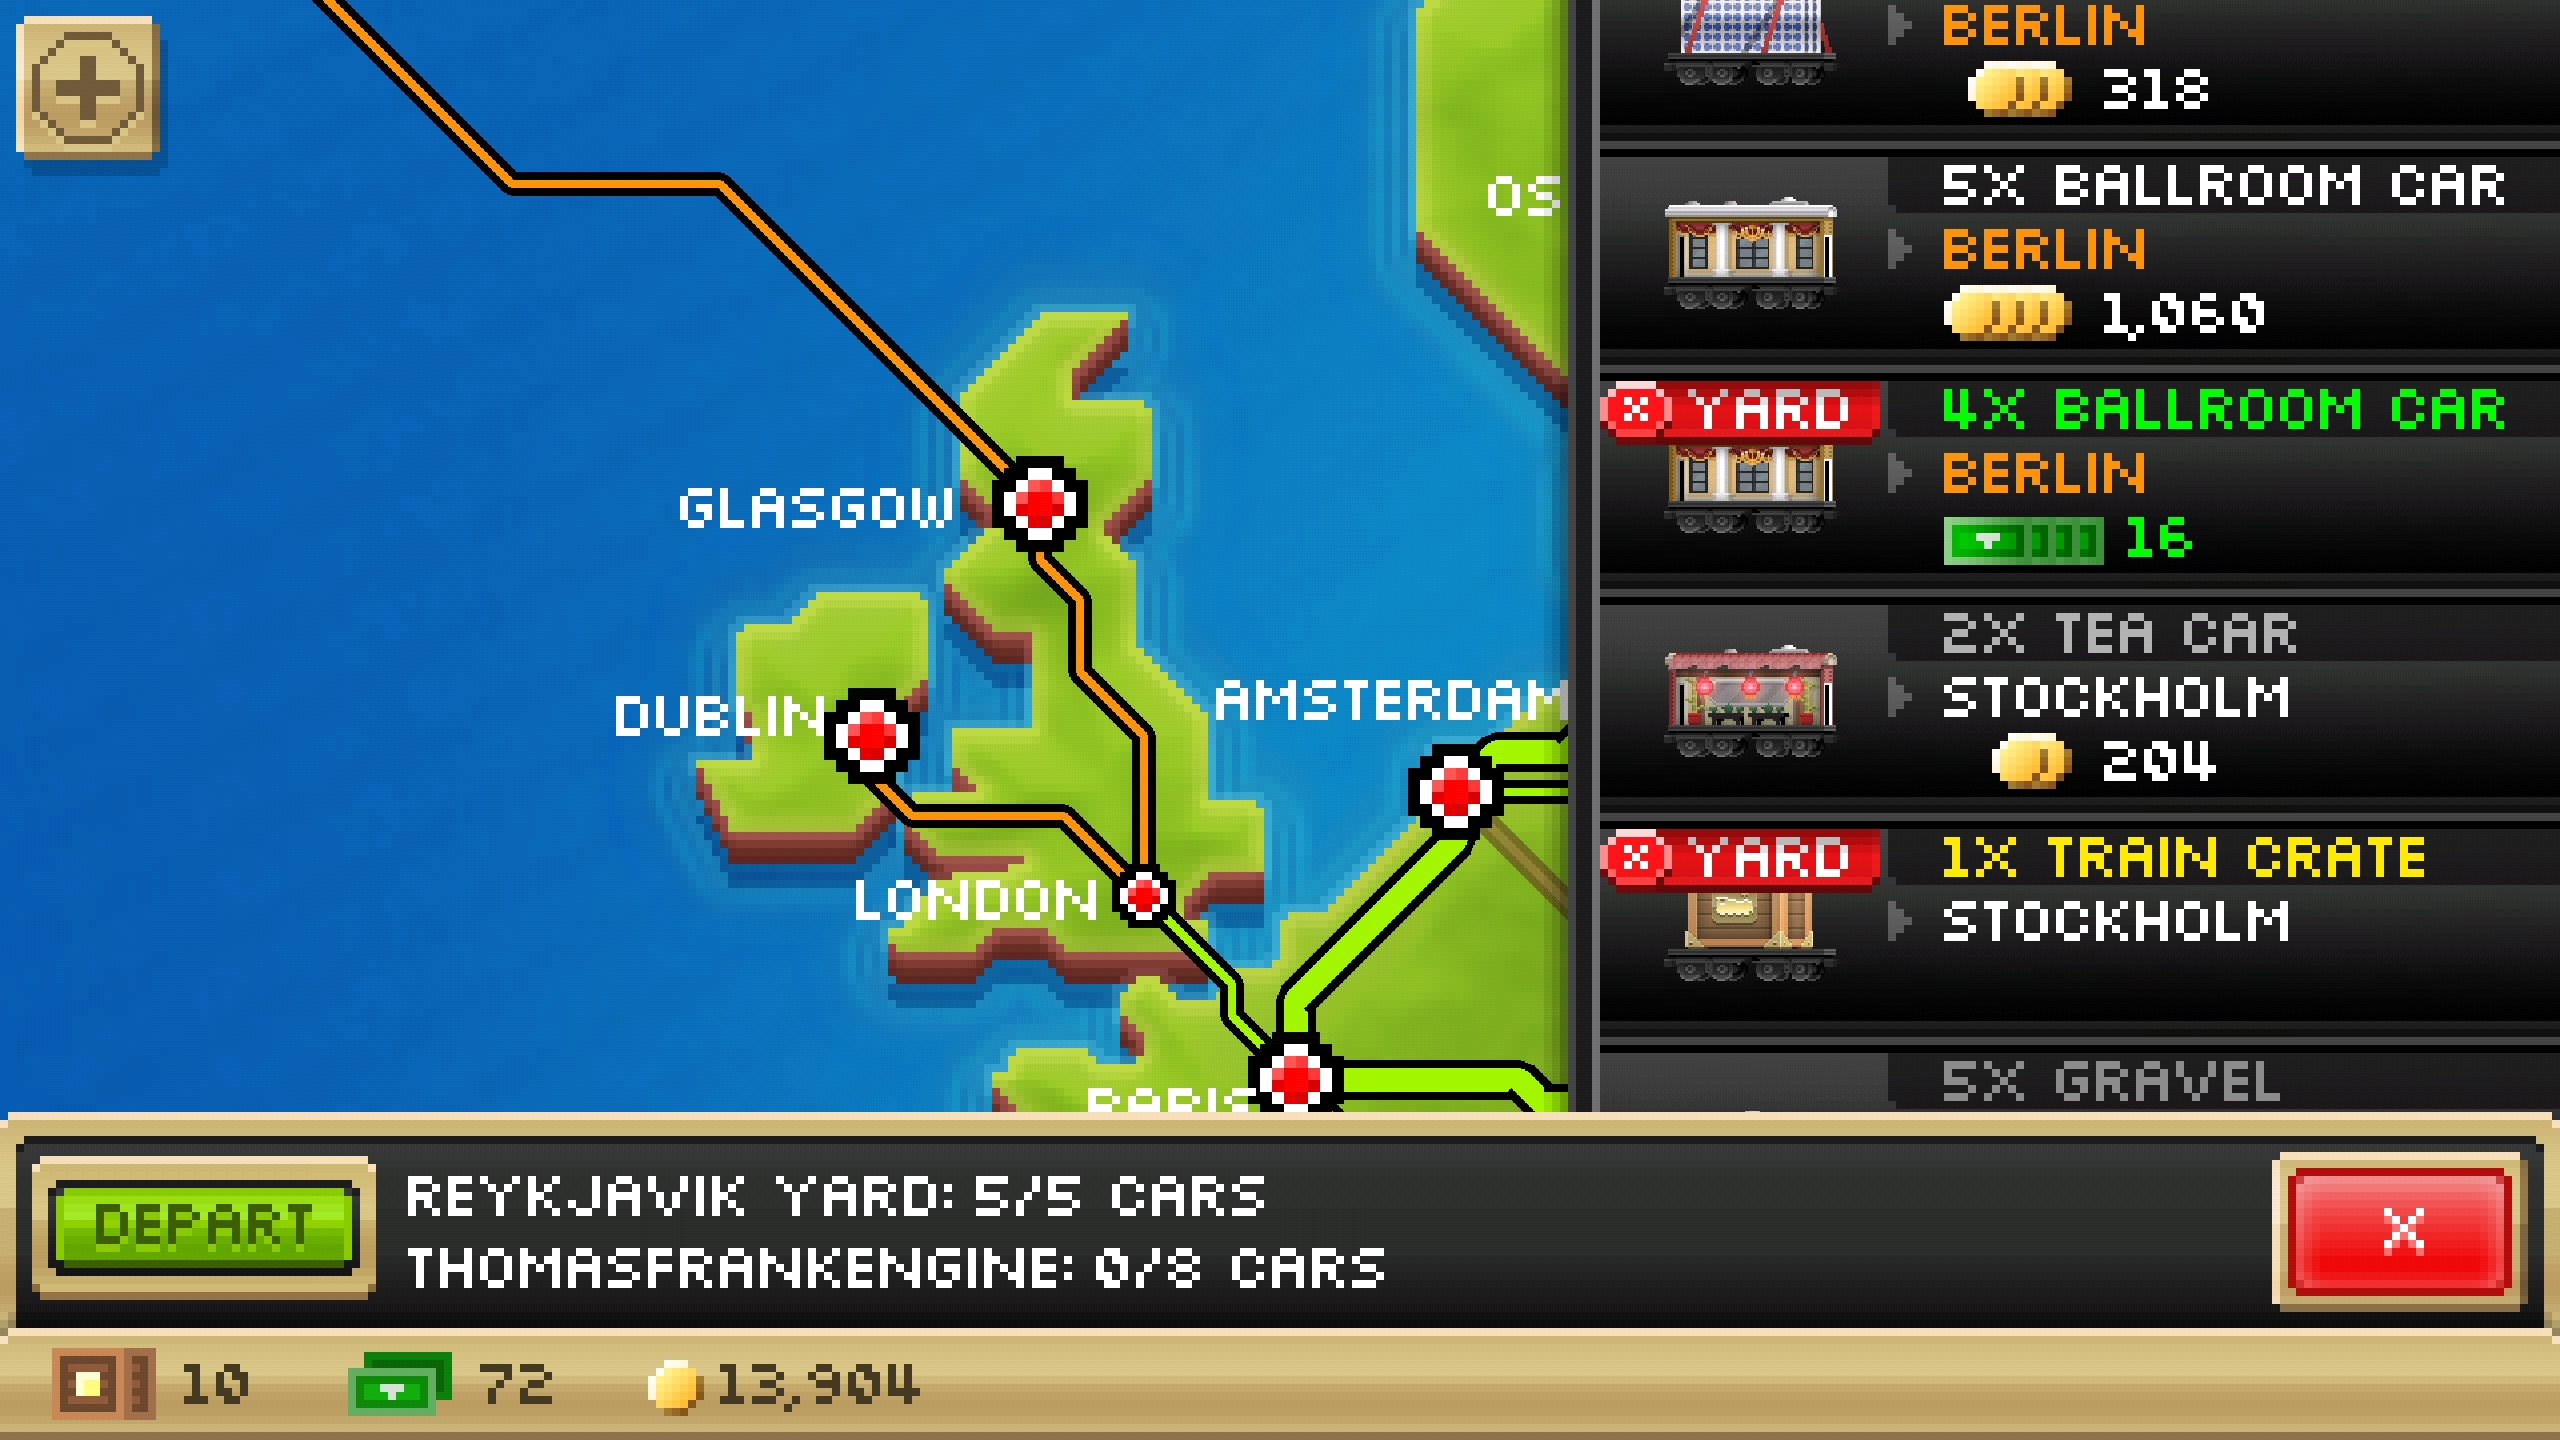 GLASGOW
DUBLIN
LONDON
AMSTERDAM
PARIS
OS
BERLIN
318
5X BALLROOM CAR
BERLIN
1,060
YARD
4X BALLROOM CAR
BERLIN
16
2X TEA CAR
STOCKHOLM
204
YARD
1X TRAIN CRATE
STOCKHOLM
5X GRAVEL
DEPART
REYKJAVIK YARD: 5/5 CARS
THOMASFRANKENGINE: 0/8 CARS
X
10
72
13,904